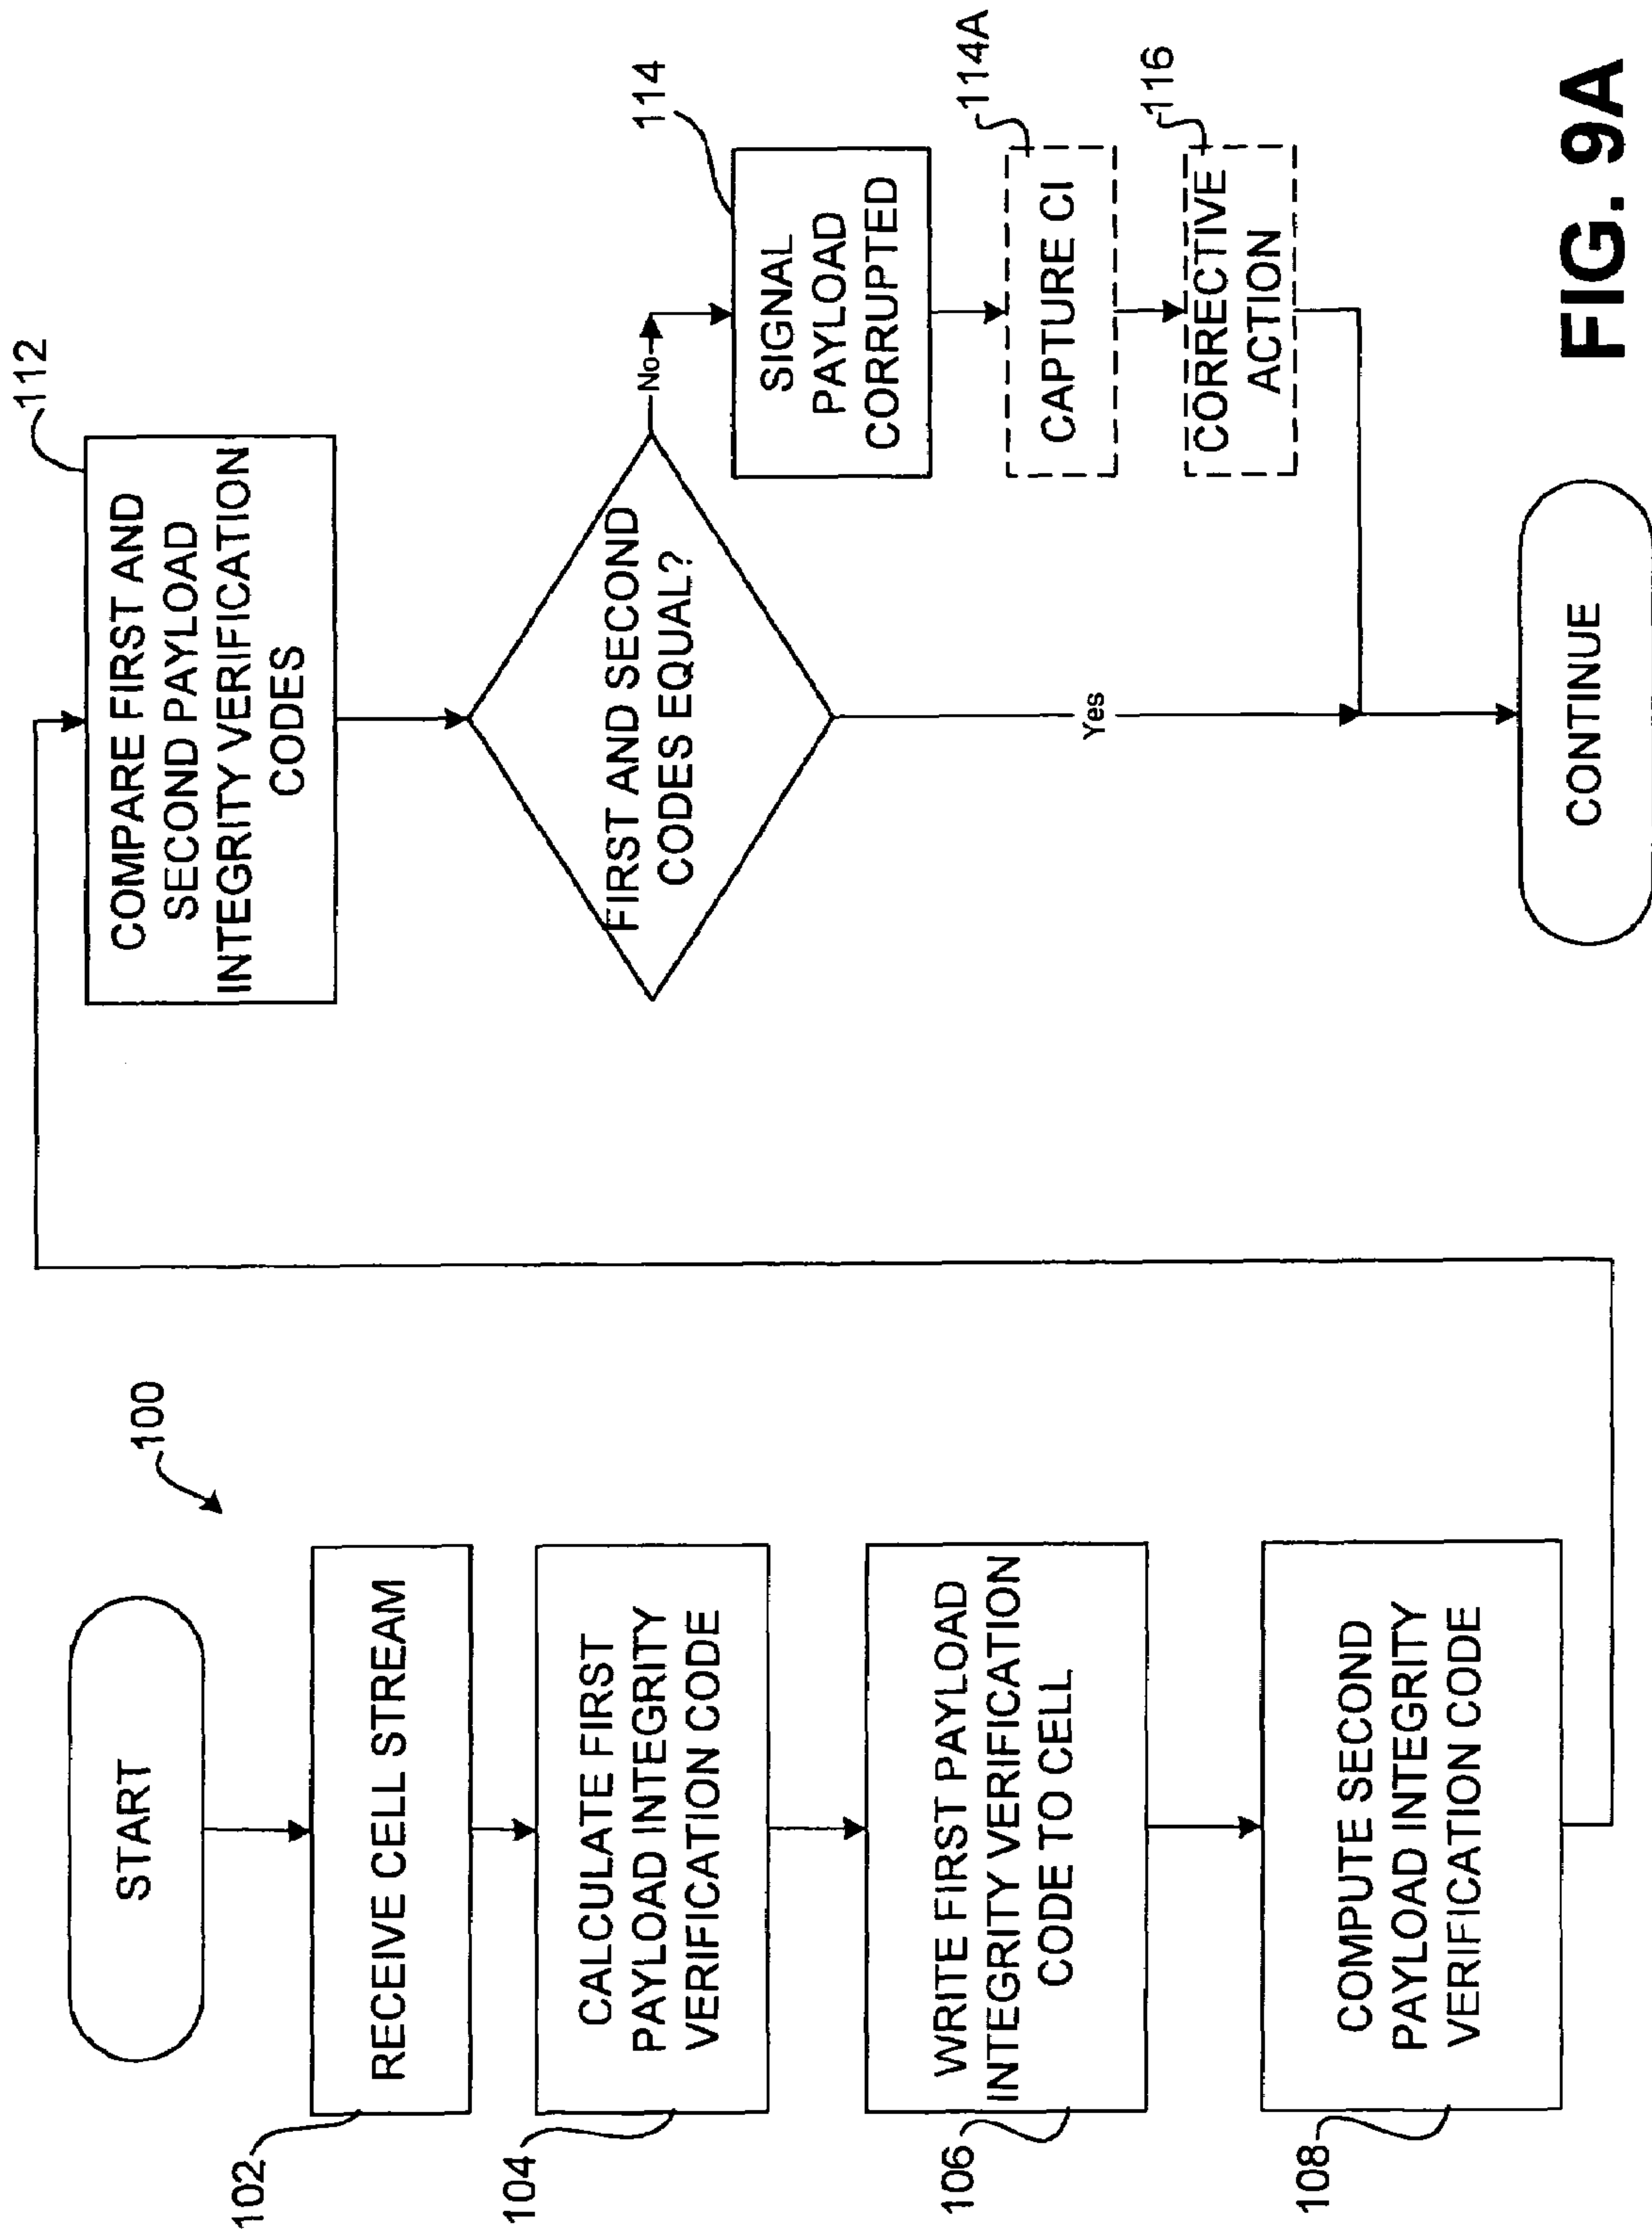 100
START
102
RECEIVE CELL STREAM
104
CALCULATE FIRST
PAYLOAD INTEGRITY
VERIFICATION CODE
106
WRITE FIRST PAYLOAD
INTEGRITY VERIFICATION
CODE TO CELL
108
COMPUTE SECOND
PAYLOAD INTEGRITY
VERIFICATION CODE
112
COMPARE FIRST AND
SECOND PAYLOAD
INTEGRITY VERIFICATION
CODES
FIRST AND SECOND
CODES EQUAL?
No
114
SIGNAL
PAYLOAD
CORRUPTED
114A
CAPTURE CI
116
CORRECTIVE
ACTION
Yes
CONTINUE
FIG. 9A